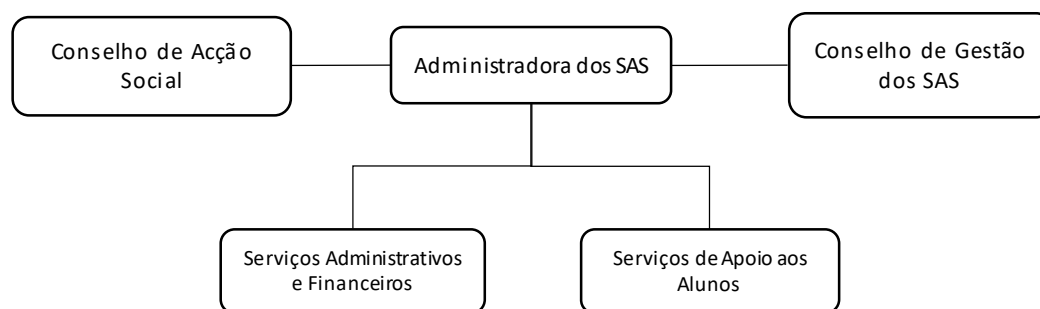 Conselho de Acção
Social
Administradora dos SAS
Conselho de Gestão
dos SAS
Serviços Administrativos
e Financeiros
Serviços de Apoio aos
Alunos